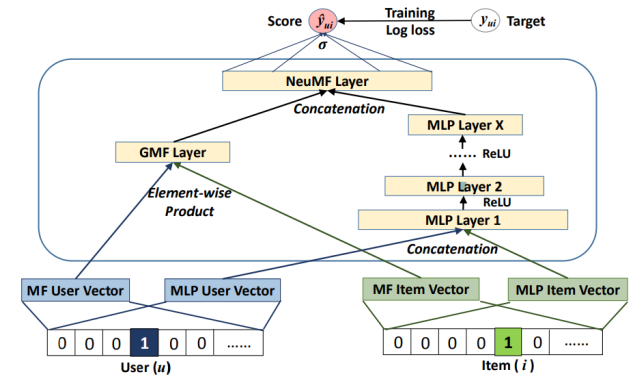 Score ŷui Training yui Target
Log loss
σ
NeuMF Layer
Concatenation
MLP Layer X
GMF Layer
...... ReLU
Element-wise
Product
MLP Layer 2
ReLU
MLP Layer 1
Concatenation
MF User Vector MLP User Vector MF Item Vector MLP Item Vector
0 0 0 1 0 0 ...... 0 0 0 0 1 0 ......
User (u) Item ( i )